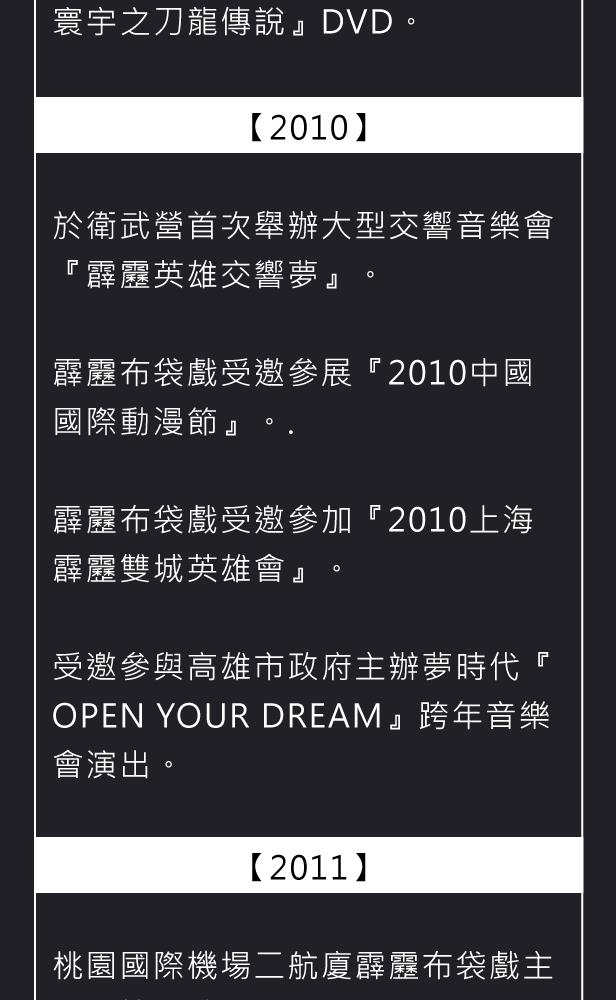 寰宇之刀龍傳說』DVD。
【2010】
於衛武營首次舉辦大型交響音樂會
『霹靂英雄交響夢』。
霹靂布袋戲受邀參展『2010中國
國際動漫節』。.
霹靂布袋戲受邀參加『2010上海
霹靂雙城英雄會』。
受邀參與高雄市政府主辦夢時代『
OPEN YOUR DREAM』跨年音樂
會演出。
【2011】
桃園國際機場二航廈霹靂布袋戲主